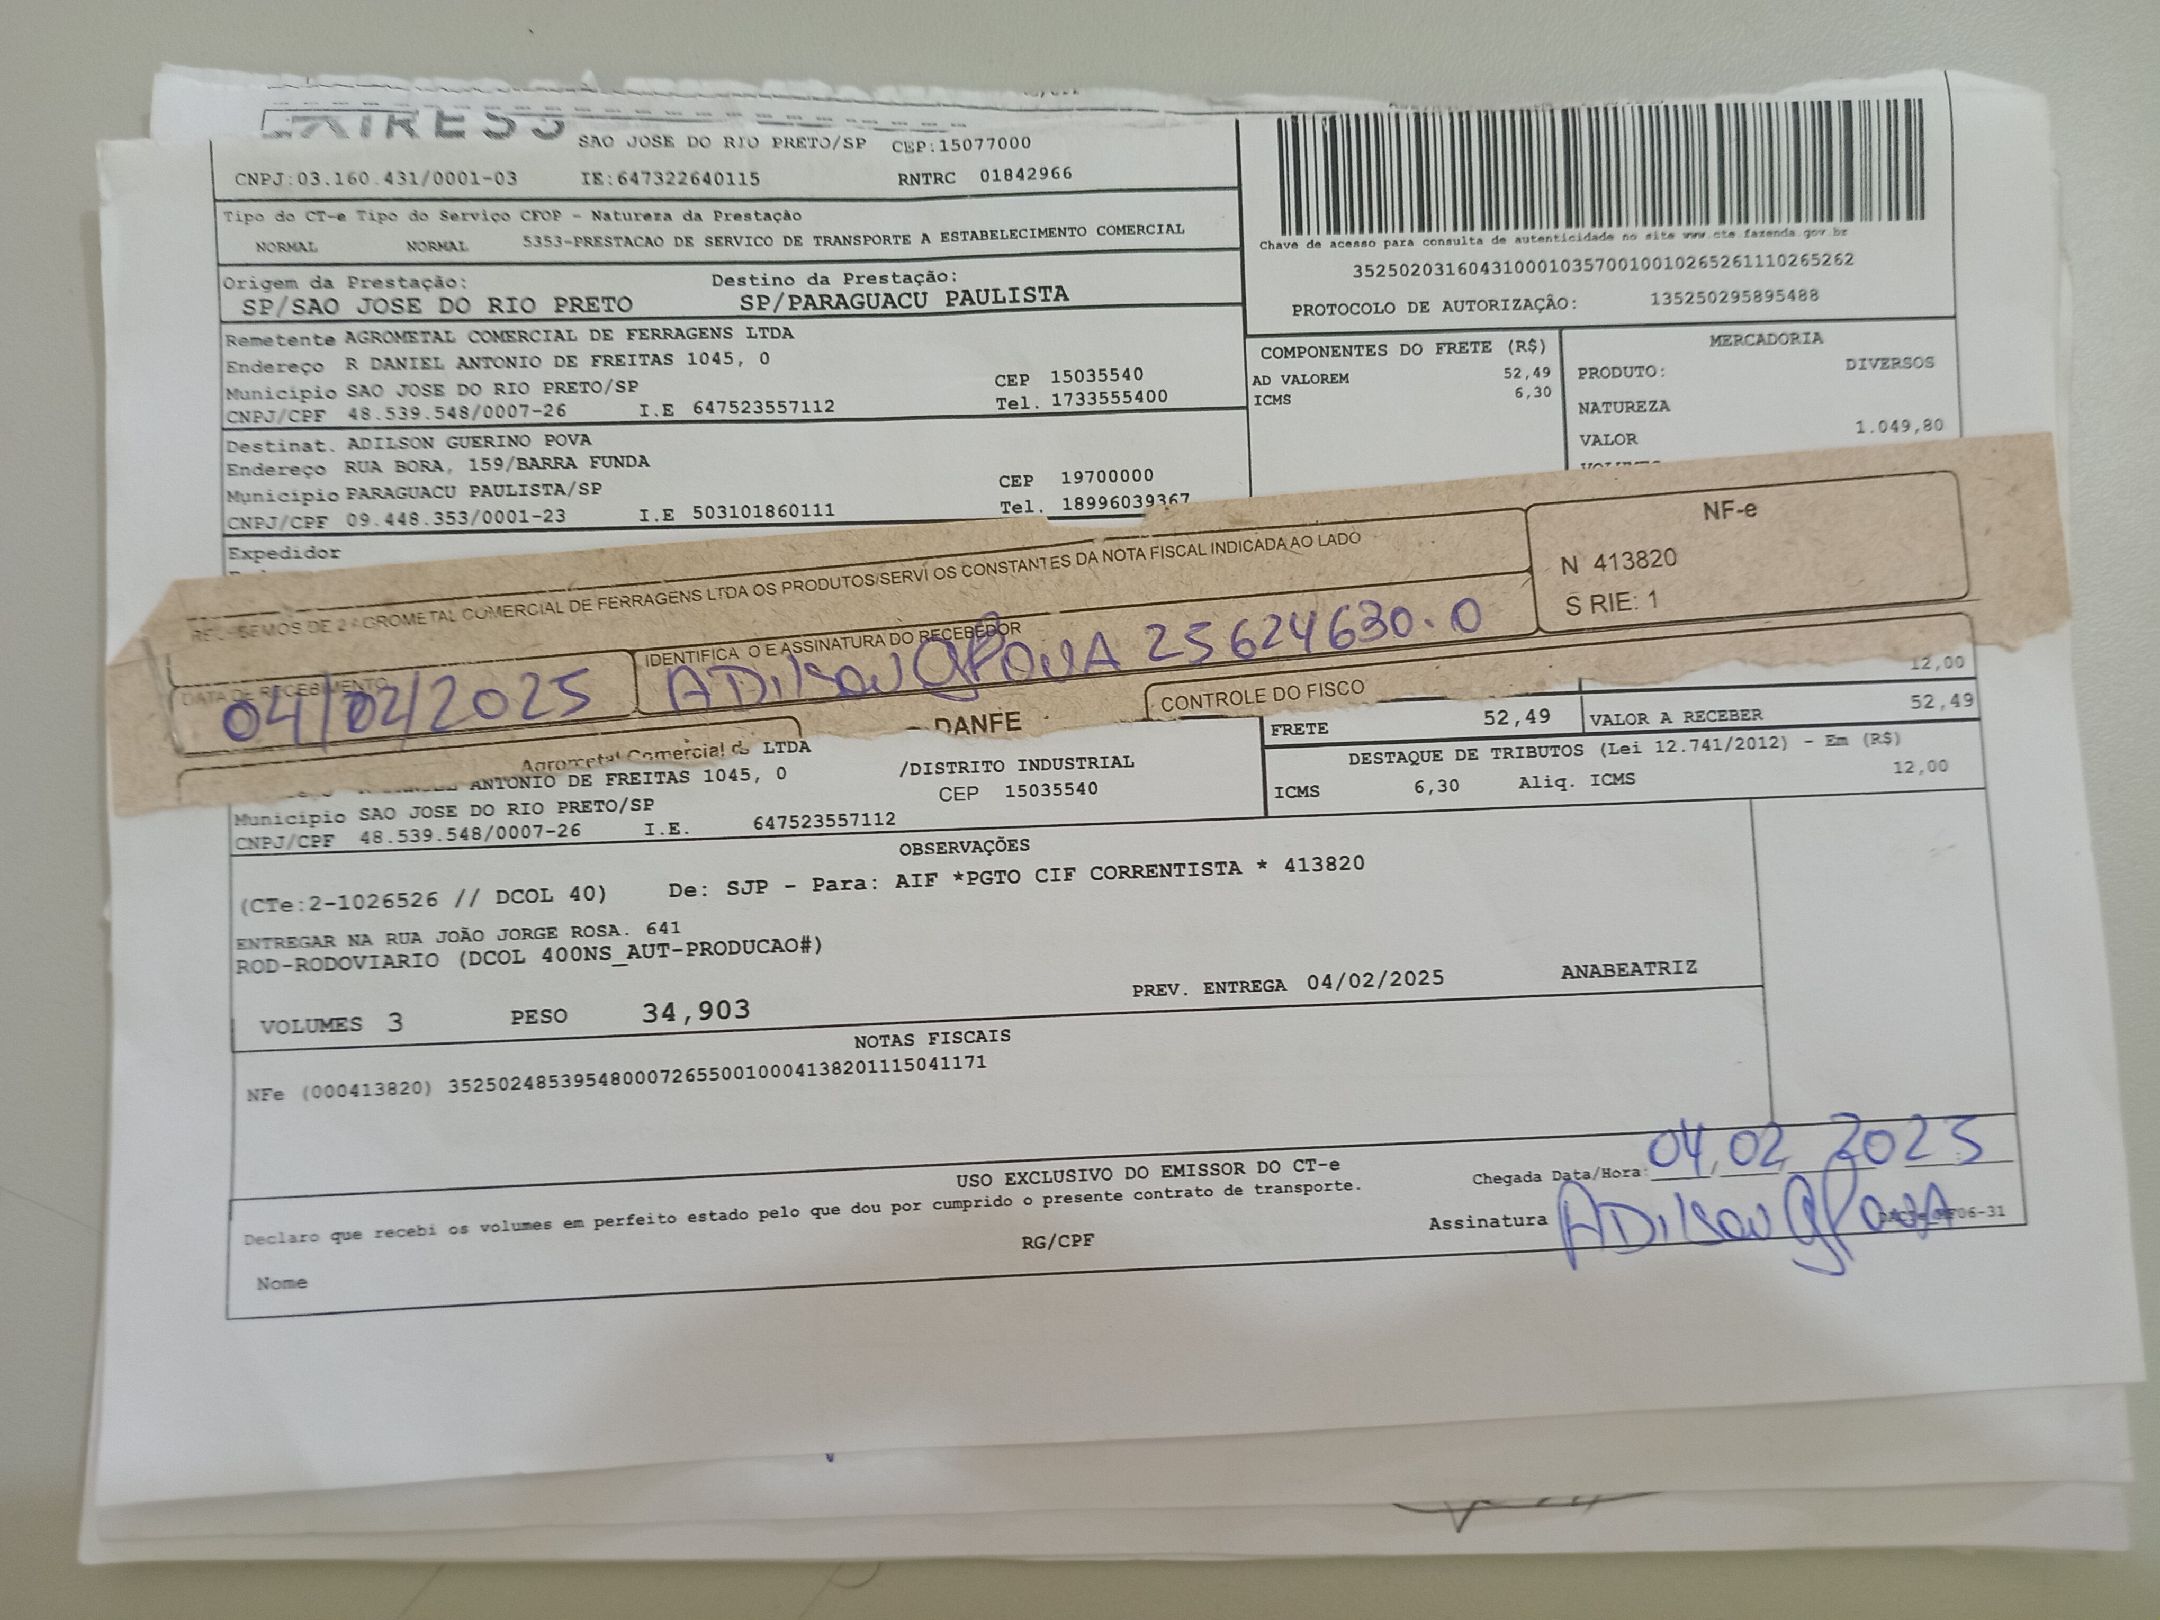 SAO JOSE DO RIO PRETO/SP CEP:15077000
CNPJ:03.160.431/0001-03 IE:647322640115 RNTRC 01842966
Tipo do CT-e Tipo do Serviço CFOP - Natureza da Prestação
NORMAL NORMAL 5353-PRESTACAO DE SERVICO DE TRANSPORTE A ESTABELECIMENTO COMERCIAL
Origem da Prestação: Destino da Prestação:
SP/SAO JOSE DO RIO PRETO SP/PARAGUACU PAULISTA
Chave de acesso para consulta de autenticidade no site www.cte.fazenda.gov.br
35250203160431000103570010010265261110265262
PROTOCOLO DE AUTORIZAÇÃO: 135250295895488
Remetente AGROMETAL COMERCIAL DE FERRAGENS LTDA
Endereço R DANIEL ANTONIO DE FREITAS 1045, 0
Município SAO JOSE DO RIO PRETO/SP CEP 15035540
CNPJ/CPF 48.539.548/0007-26 I.E 647523557112 Tel. 1733555400
Destinat. ADILSON GUERINO POVA
Endereço RUA BORA, 159/BARRA FUNDA
Município PARAGUACU PAULISTA/SP CEP 19700000
CNPJ/CPF 09.448.353/0001-23 I.E 503101860111 Tel. 18996039367
Expedidor
COMPONENTES DO FRETE (R$)
AD VALOREM 52,49
ICMS 6,30
MERCADORIA
PRODUTO: DIVERSOS
NATUREZA
VALOR 1.049,80
AGROMETAL COMERCIAL DE FERRAGENS LTDA OS PRODUTOS/SERVI OS CONSTANTES DA NOTA FISCAL INDICADA AO LADO
NF-e
N 413820
S RIE: 1
DATA DE RECEBIMENTO IDENTIFICA O E ASSINATURA DO RECEBEDOR
04/02/2025 ADilson GPOVA 25624630.0
DANFE CONTROLE DO FISCO
Agrometal Comercial
12,00
FRETE 52,49 VALOR A RECEBER 52,49
DESTAQUE DE TRIBUTOS (Lei 12.741/2012) - Em (R$)
ICMS 6,30 Aliq. ICMS 12,00
LTDA
ANTONIO DE FREITAS 1045, 0 /DISTRITO INDUSTRIAL
Município SAO JOSE DO RIO PRETO/SP CEP 15035540
CNPJ/CPF 48.539.548/0007-26 I.E. 647523557112
OBSERVAÇÕES
(CTe:2-1026526 // DCOL 40) De: SJP - Para: AIF *PGTO CIF CORRENTISTA * 413820
ENTREGAR NA RUA JOÃO JORGE ROSA. 641
ROD-RODOVIARIO (DCOL 400NS_AUT-PRODUCAO#)
VOLUMES 3 PESO 34,903 PREV. ENTREGA 04/02/2025 ANABEATRIZ
NOTAS FISCAIS
NFe (000413820) 35250248539548000726550010004138201115041171
USO EXCLUSIVO DO EMISSOR DO CT-e
Declaro que recebi os volumes em perfeito estado pelo que dou por cumprido o presente contrato de transporte.
Chegada Data/Hora: 04,02 2025
Nome RG/CPF Assinatura ADilson GPOVA
06-31